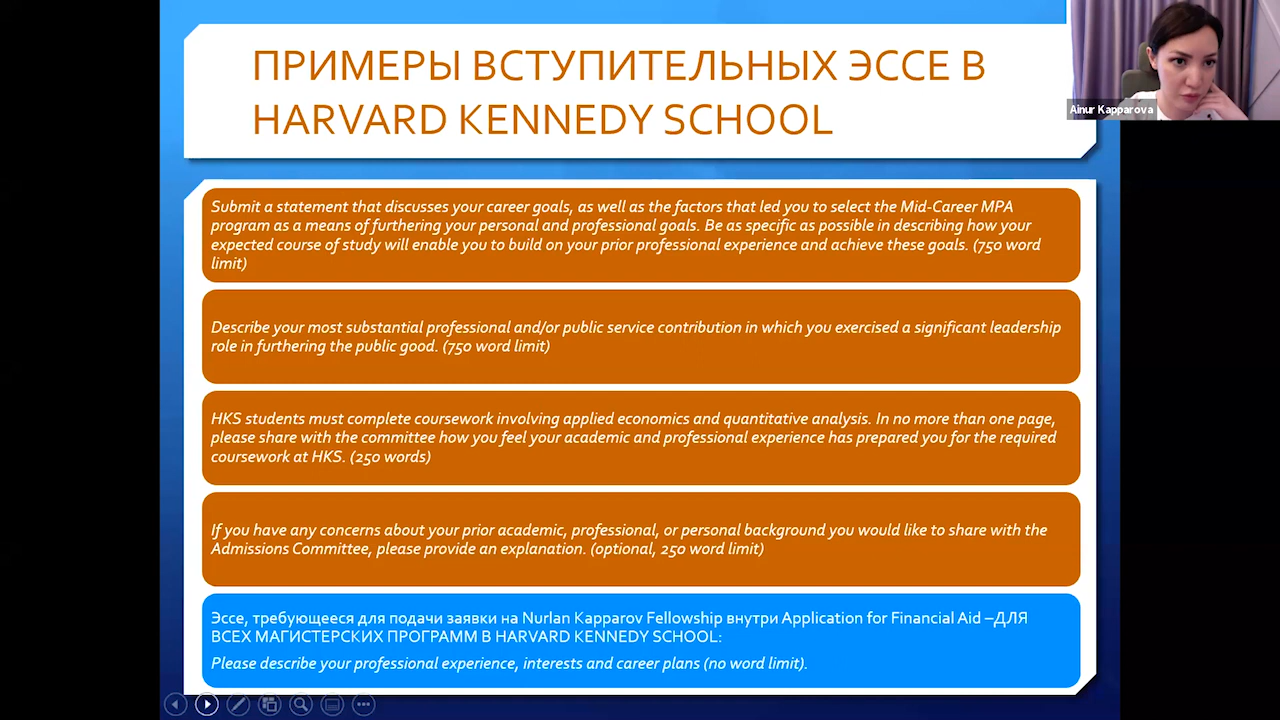 ПРИМЕРЫ ВСТУПИТЕЛЬНЫХ ЭССЕ В
HARVARD KENNEDY SCHOOL
Ainur Kapparova
Submit a statement that discusses your career goals, as well as the factors that led you to select the Mid-Career MPA
program as a means of furthering your personal and professional goals. Be as specific as possible in describing how your
expected course of study will enable you to build on your prior professional experience and achieve these goals. (750 word
limit)
Describe your most substantial professional and/or public service contribution in which you exercised a significant leadership
role in furthering the public good. (750 word limit)
HKS students must complete coursework involving applied economics and quantitative analysis. In no more than one page,
please share with the committee how you feel your academic and professional experience has prepared you for the required
coursework at HKS. (250 words)
If you have any concerns about your prior academic, professional, or personal background you would like to share with the
Admissions Committee, please provide an explanation. (optional, 250 word limit)
Эссе, требующееся для подачи заявки на Nurlan Kapparov Fellowship внутри Application for Financial Aid –ДЛЯ
ВСЕХ МАГИСТЕРСКИХ ПРОГРАММ В HARVARD KENNEDY SCHOOL:
Please describe your professional experience, interests and career plans (no word limit).